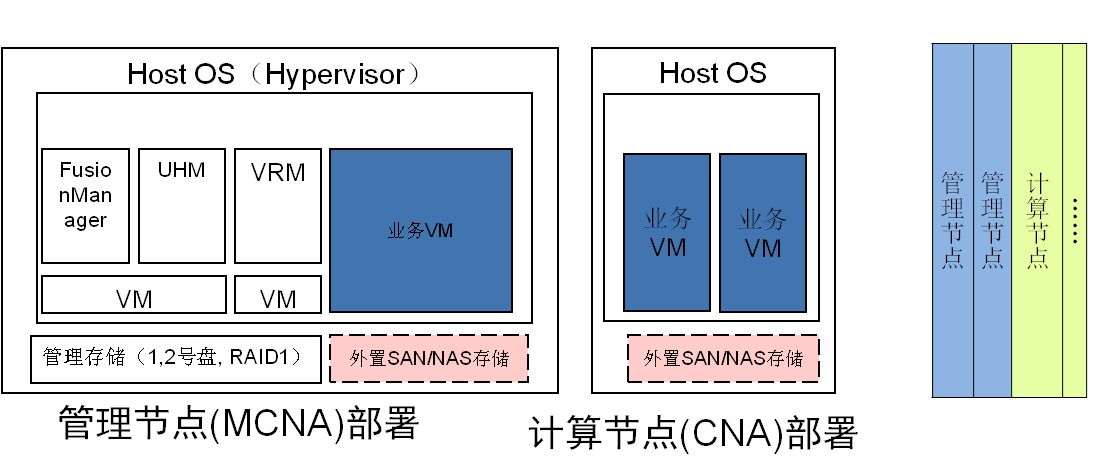 Host OS（Hypervisor）
Fusio
nMan
ager
UHM
VRM
业务VM
VM
VM
管理存储（1,2号盘, RAID1）
外置SAN/NAS存储
管理节点(MCNA)部署
Host OS
业务
VM
业务
VM
外置SAN/NAS存储
计算节点(CNA)部署
管理节点
管理节点
计算节点
……